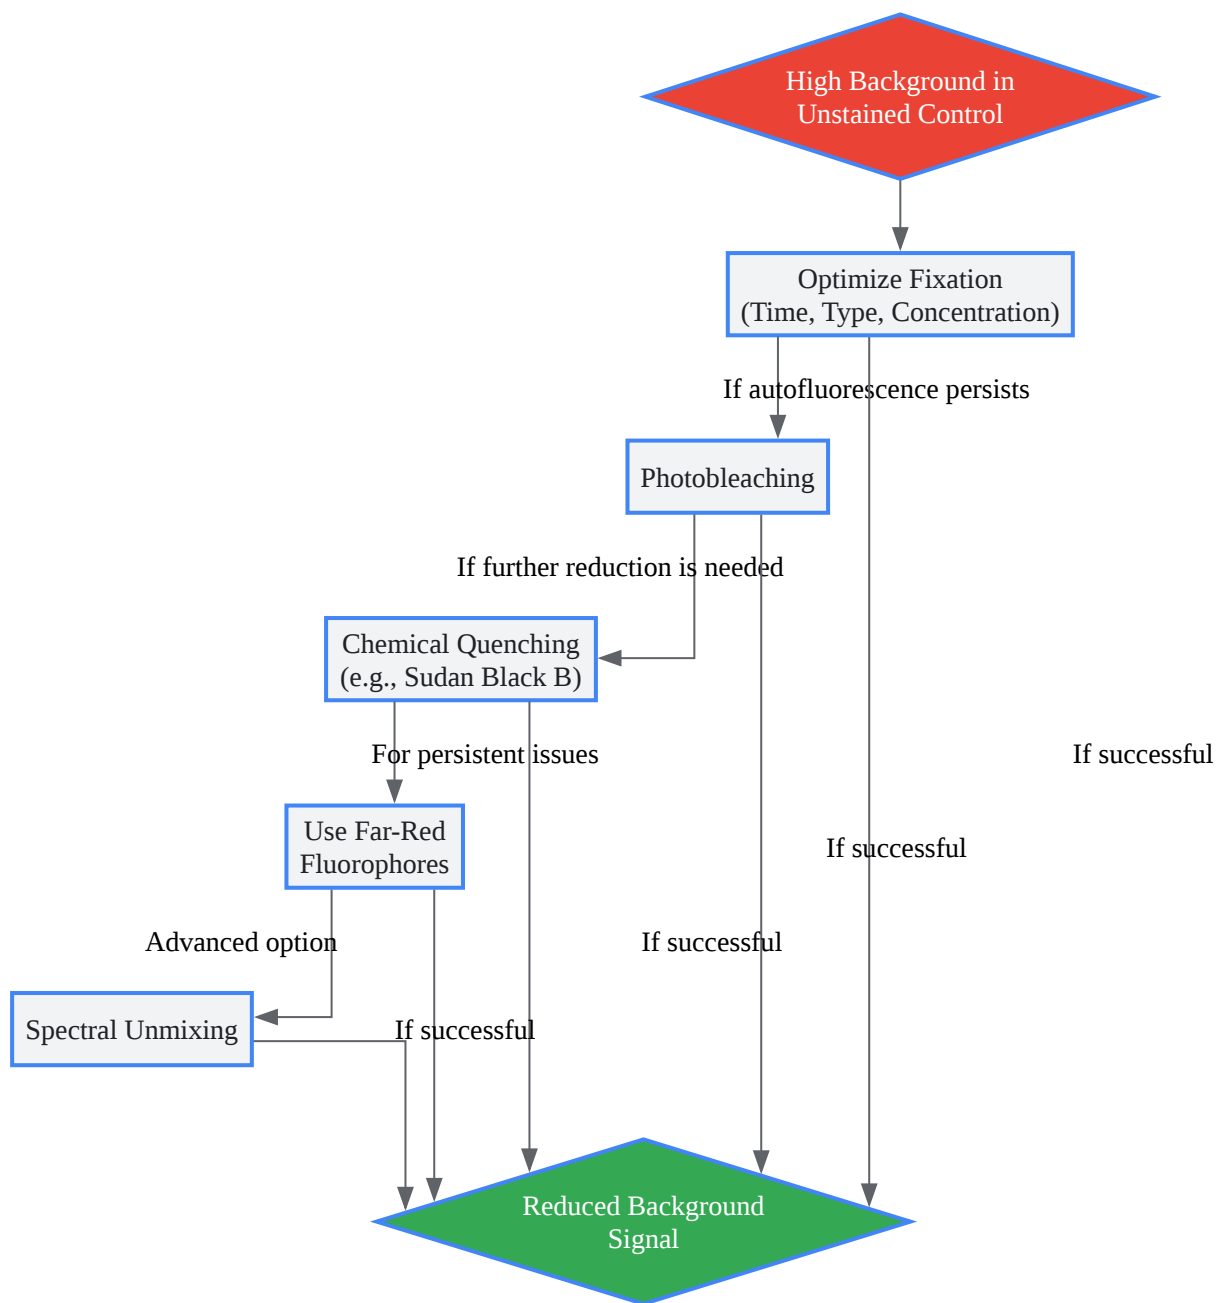 High Background in
Unstained Control
Optimize Fixation
(Time, Type, Concentration)
If autofluorescence persists
Photobleaching
If further reduction is needed
Chemical Quenching
(e.g., Sudan Black B)
For persistent issues
If successful
Use Far-Red
Fluorophores
If successful
Advanced option
If successful
Spectral Unmixing
If successful
Reduced Background
Signal